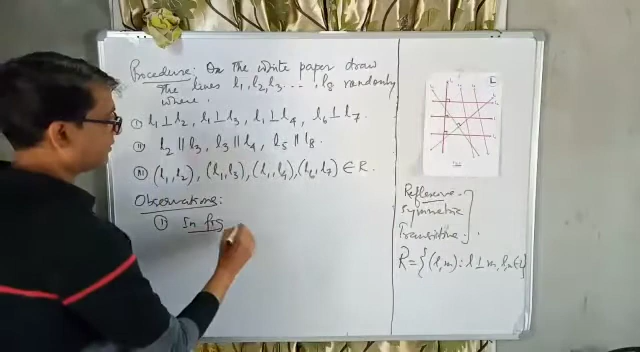 Procedure: On the white paper draw
the lines l₁, l₂, l₃ ... l₈ randomly
where.
(i) l₁ ⊥ l₂, l₁ ⊥ l₃, l₁ ⊥ l₄, l₆ ⊥ l₇.
(ii) l₂ ∥ l₃, l₃ ∥ l₄, l₅ ∥ l₈.
(iii) (l₁, l₂), (l₁, l₃), (l₁, l₄), (l₆, l₇) ∈ R.
Observations:
(i) In fig
Reflexive
Symmetric
Transitive
R = { (l, m) : l ⊥ m, l, m ∈ L}